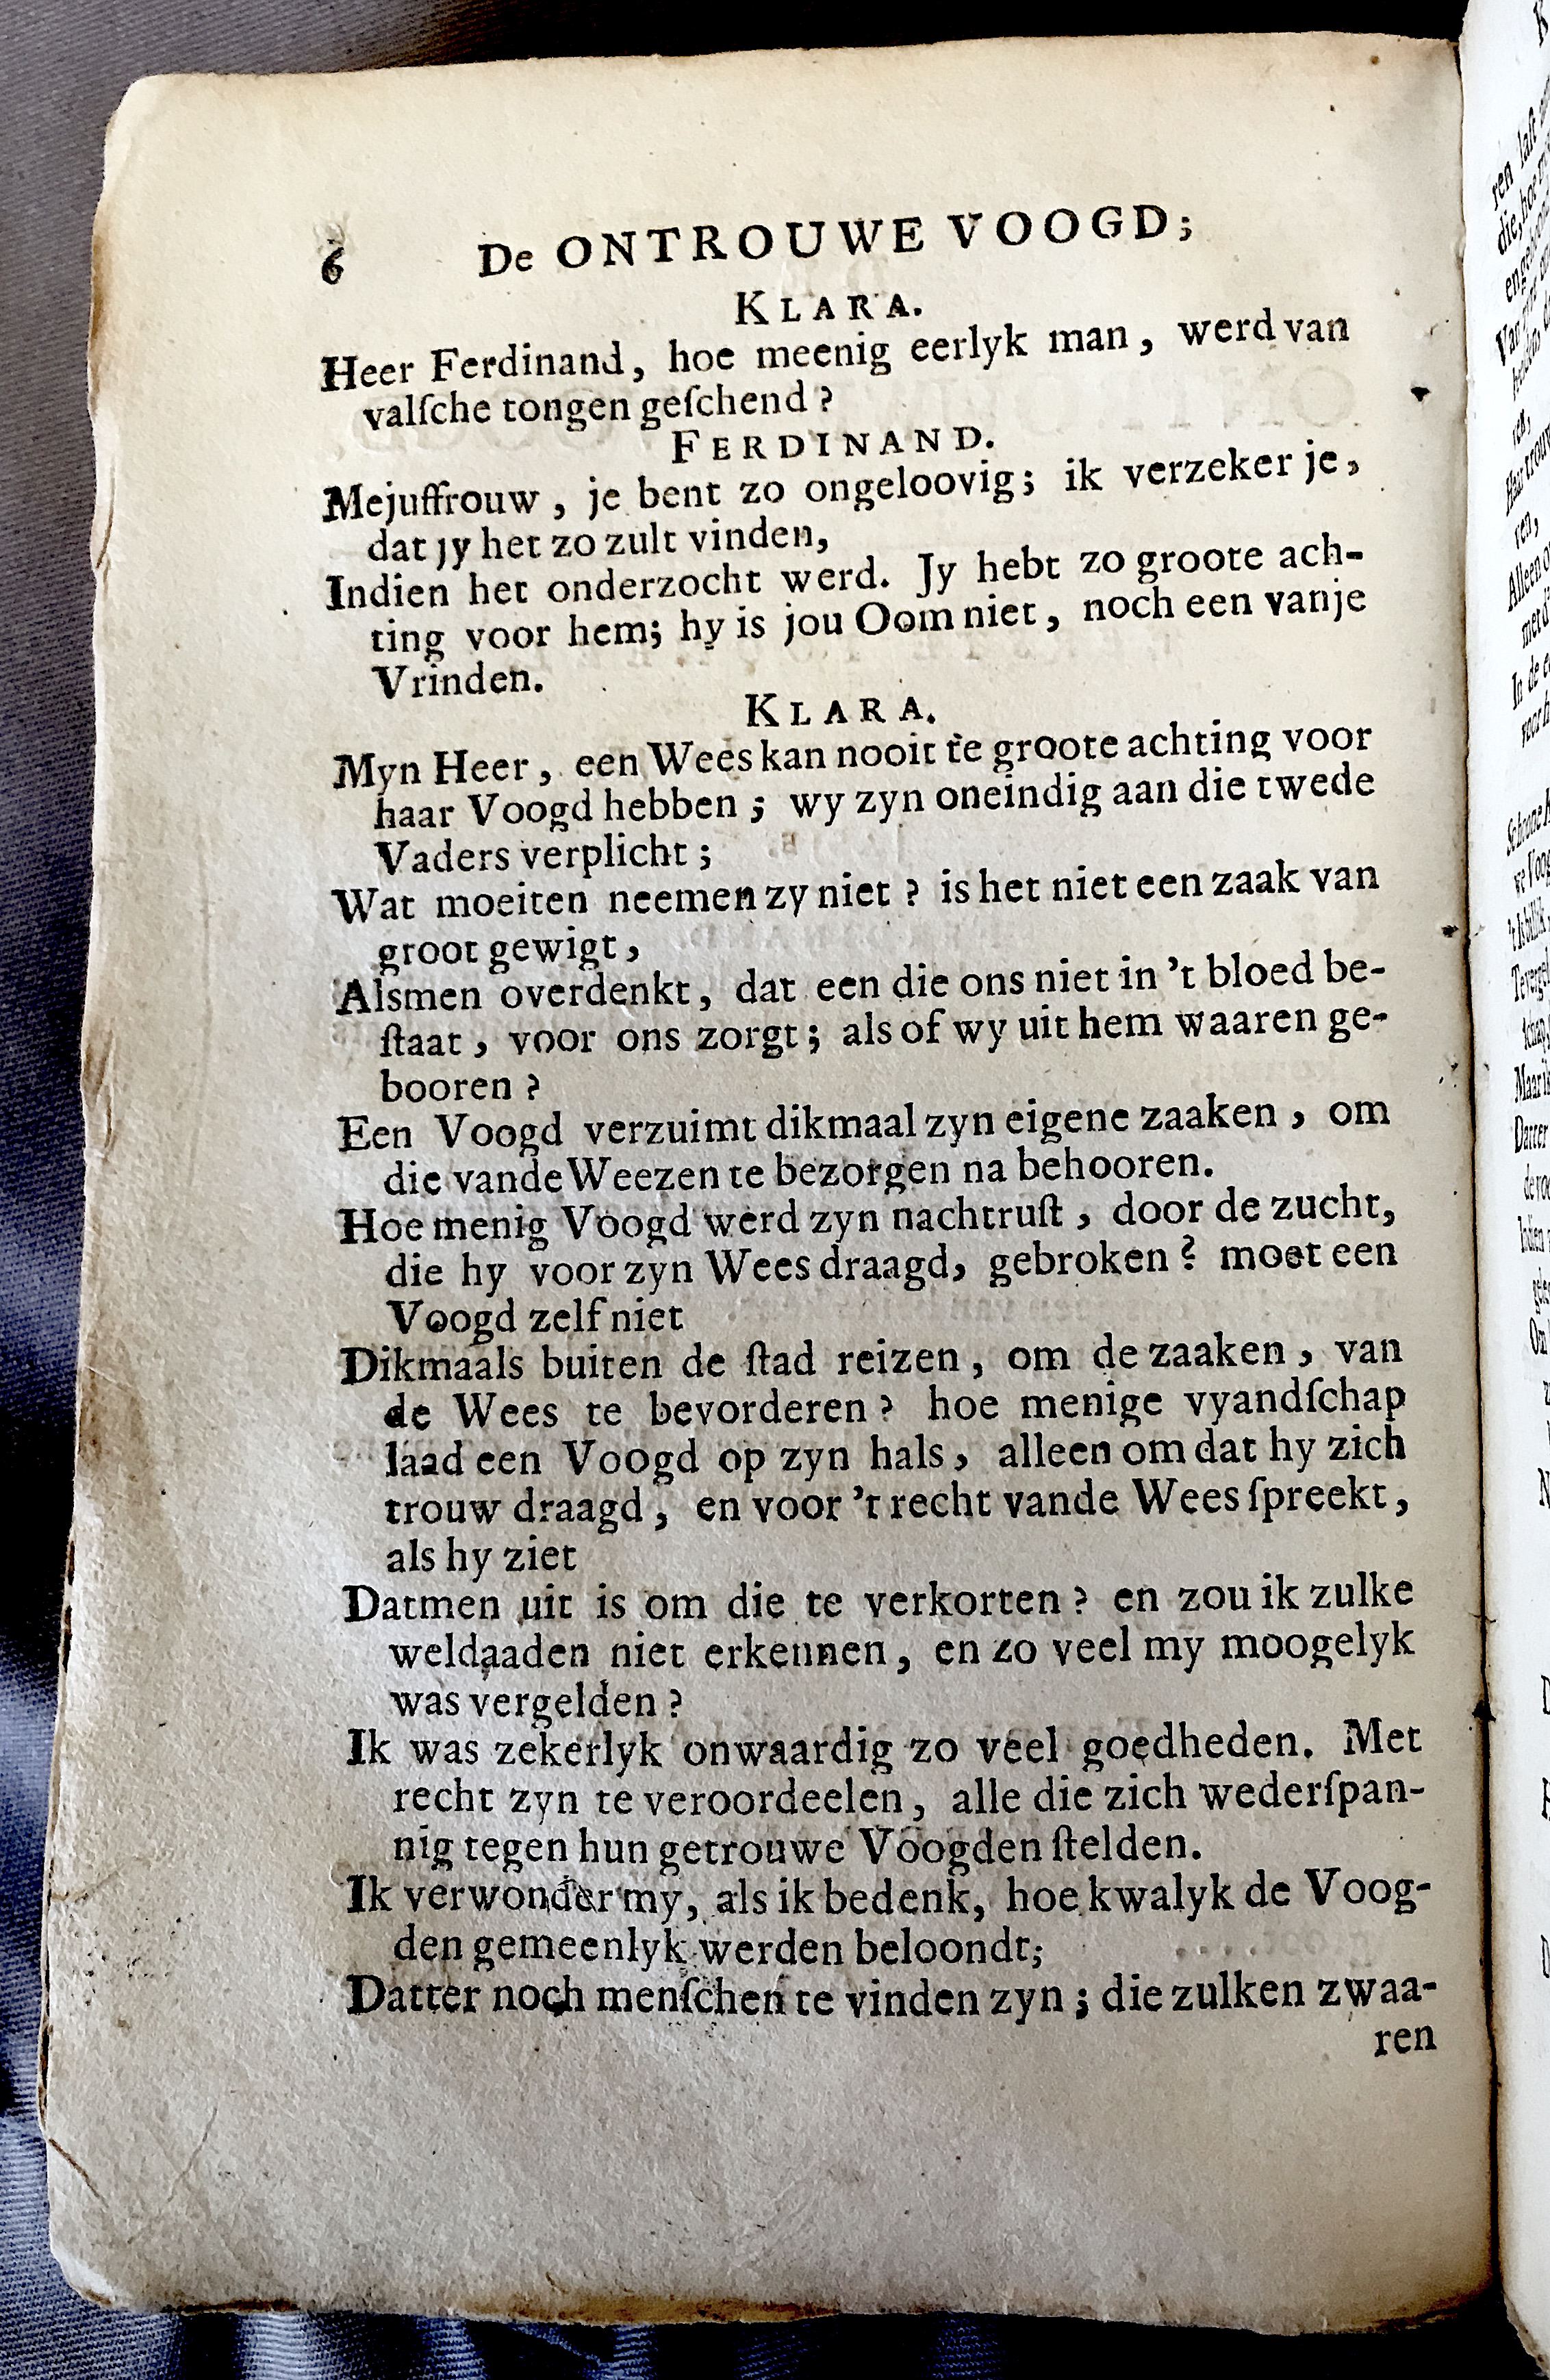 6 De ONTROUWE VOOGD;
KLARA.
Heer Ferdinand, hoe meenig eerlyk man, werd van
valſche tongen geſchend?
FERDINAND.
Mejuffrouw, je bent zo ongeloovig; ik verzeker je,
dat jy het zo zult vinden,
Indien het onderzocht werd. Jy hebt zo groote ach-
ting voor hem; hy is jou Oom niet, noch een van je
Vrinden.
KLARA.
Myn Heer, een Wees kan nooit te groote achting voor
haar Voogd hebben; wy zyn oneindig aan die twede
Vaders verplicht;
Wat moeiten neemen zy niet? is het niet een zaak van
groot gewigt,
Alsmen overdenkt, dat een die ons niet in 't bloed be-
ſtaat, voor ons zorgt; als of wy uit hem waaren ge-
booren?
Een Voogd verzuimt dikmaal zyn eigene zaaken, om
die vande Weezen te bezorgen na behooren.
Hoe menig Voogd werd zyn nachtruſt, door de zucht,
die hy voor zyn Wees draagd, gebroken? moet een
Voogd zelf niet
Dikmaals buiten de ſtad reizen, om de zaaken, van
de Wees te bevorderen? hoe menige vyandſchap
laad een Voogd op zyn hals, alleen om dat hy zich
trouw draagd, en voor 't recht vande Wees ſpreekt,
als hy ziet
Datmen uit is om die te verkorten? en zou ik zulke
weldaaden niet erkennen, en zo veel my moogelyk
was vergelden?
Ik was zekerlyk onwaardig zo veel goedheden. Met
recht zyn te veroordeelen, alle die zich wederſpan-
nig tegen hun getrouwe Voogden ſtelden.
Ik verwonder my, als ik bedenk, hoe kwalyk de Voog-
den gemeenlyk werden beloondt;
Datter noch menſchen te vinden zyn; die zulken zwaa-
ren